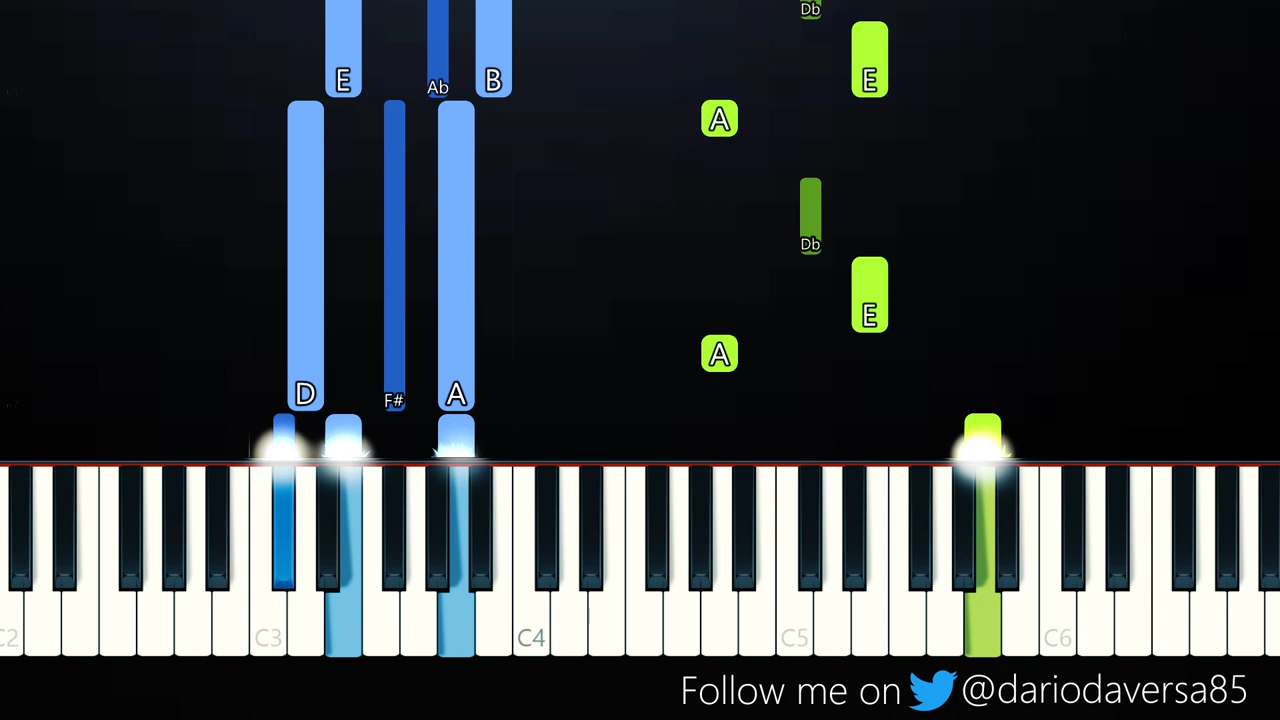 Db
E Ab B E
A
Db
E
A
D F# A
C2 C3 C4 C5 C6
Follow me on @dariodaversa85